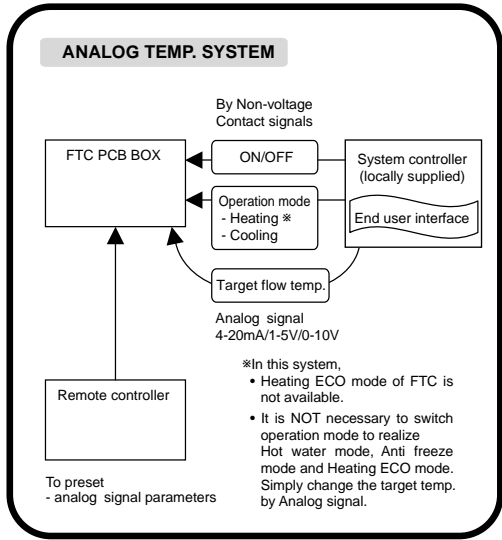 ANALOG TEMP. SYSTEM
By Non-voltage
Contact signals
FTC PCB BOX
ON/OFF
System controller
(locally supplied)
End user interface
Operation mode
- Heating ※
- Cooling
Target flow temp.
Analog signal
4-20mA/1-5V/0-10V
Remote controller
To preset
- analog signal parameters
※In this system,
• Heating ECO mode of FTC is
not available.
• It is NOT necessary to switch
operation mode to realize
Hot water mode, Anti freeze
mode and Heating ECO mode.
Simply change the target temp.
by Analog signal.